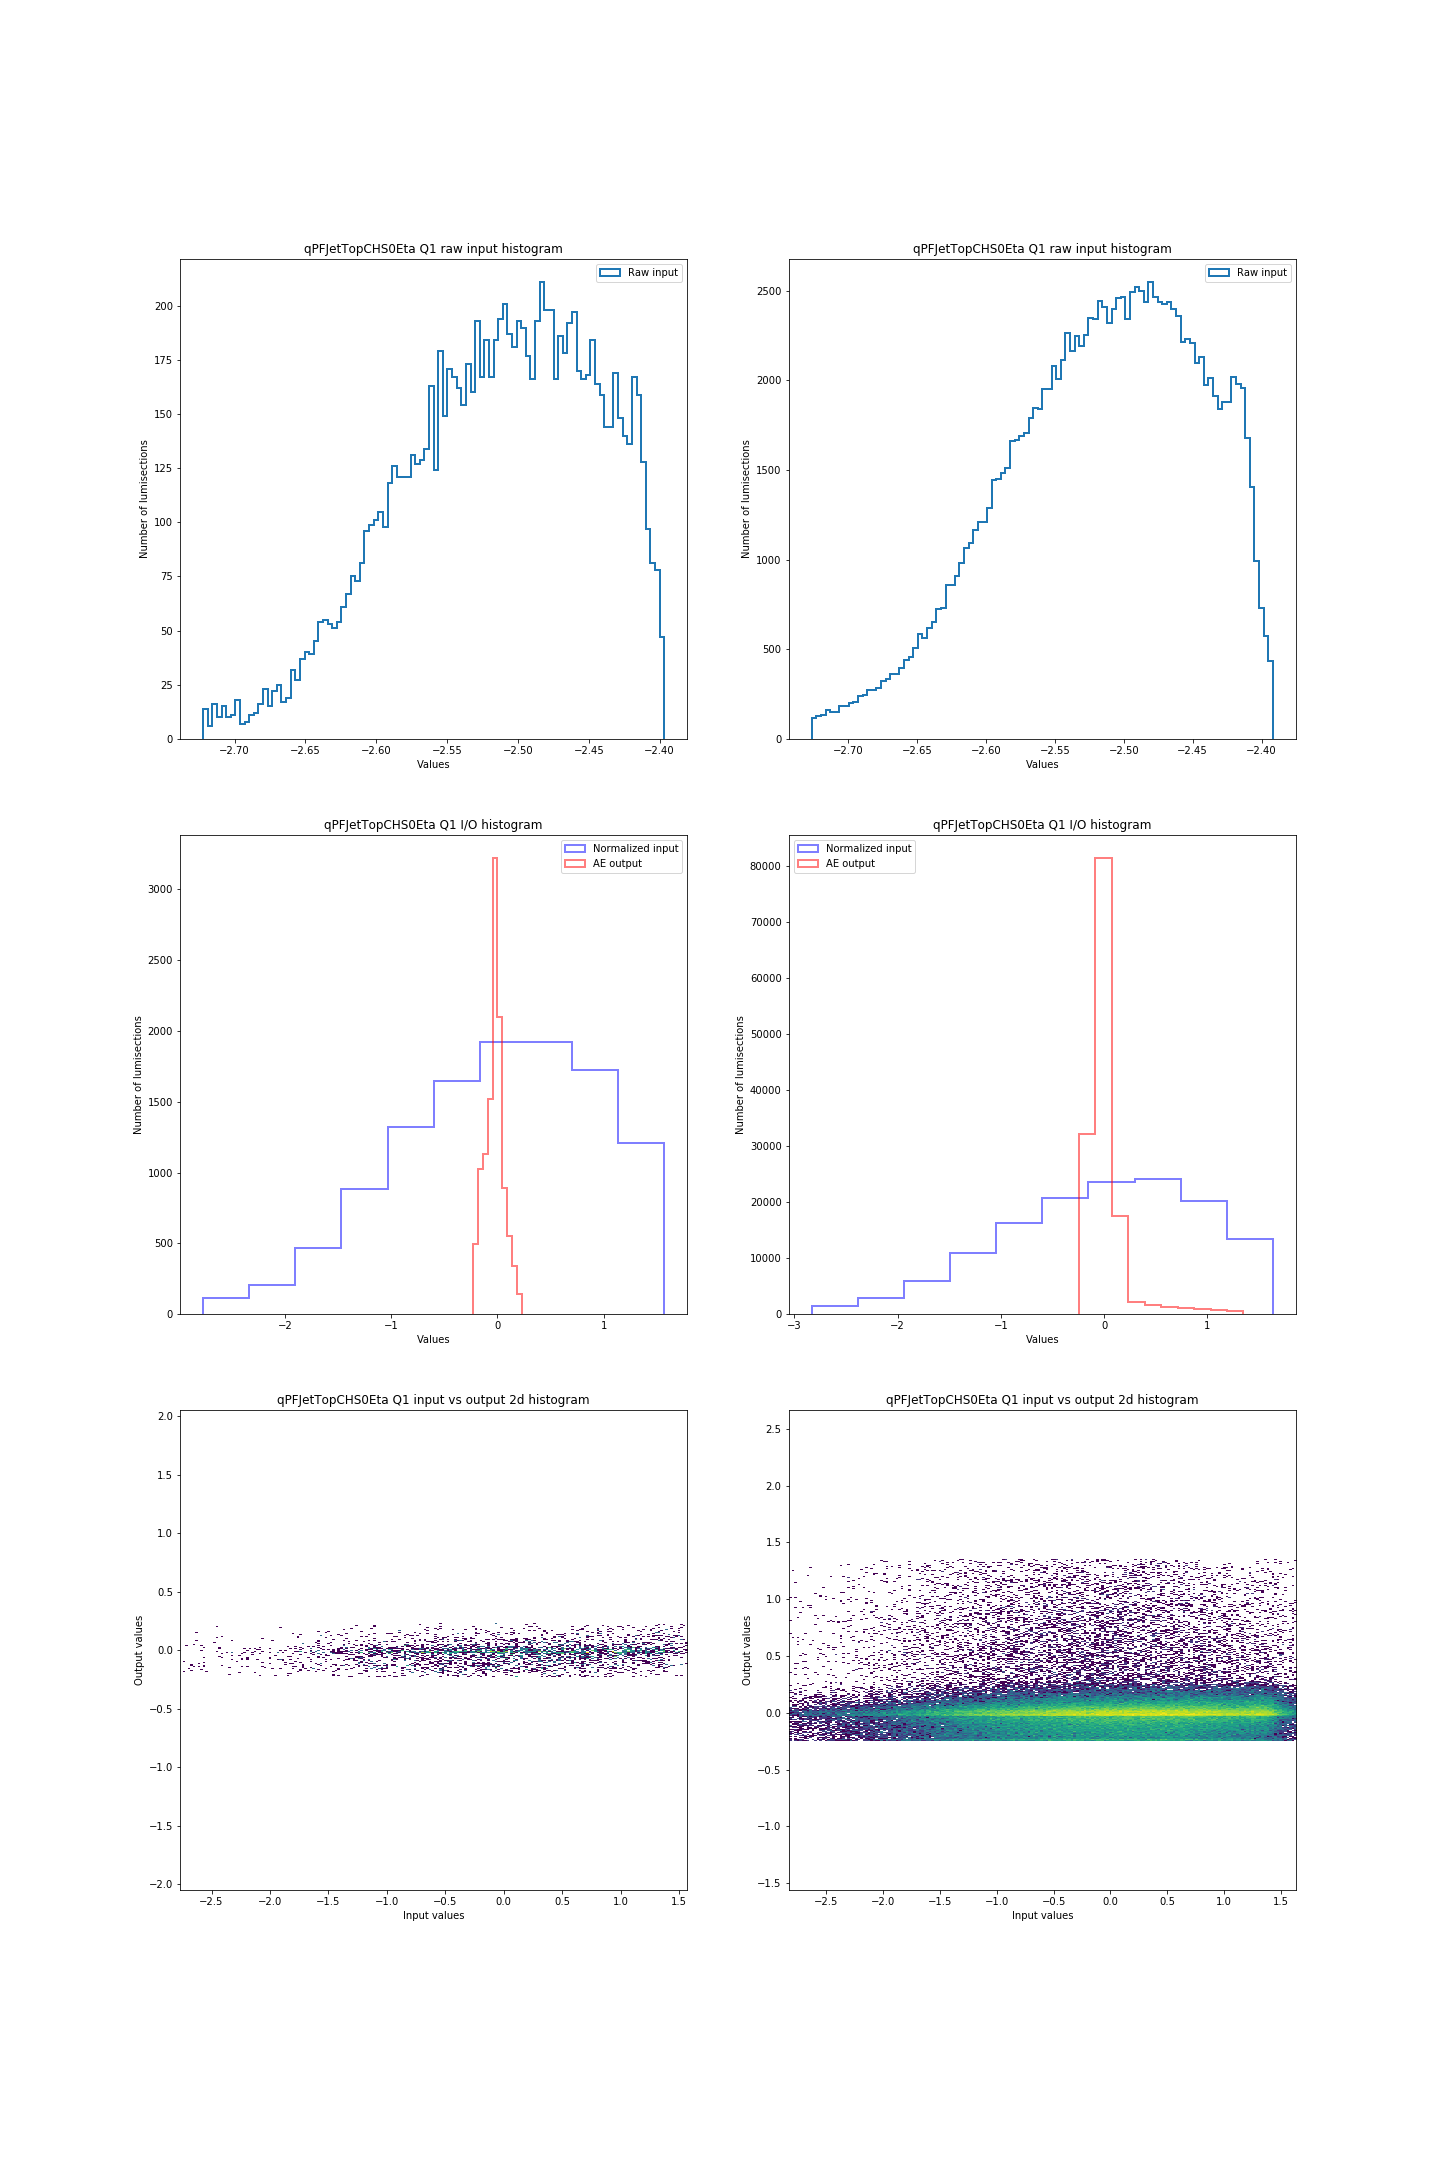 qPFJetTopCHS0Eta Q1 raw input histogram
Raw input
200
175
150
125
100
75
50
25
0
Number of lumisections
−2.70 −2.65 −2.60 −2.55 −2.50 −2.45 −2.40
Values
qPFJetTopCHS0Eta Q1 raw input histogram
Raw input
2500
2000
1500
1000
500
0
Number of lumisections
−2.70 −2.65 −2.60 −2.55 −2.50 −2.45 −2.40
Values
qPFJetTopCHS0Eta Q1 I/O histogram
Normalized input
AE output
3000
2500
2000
1500
1000
500
0
Number of lumisections
−2 −1 0 1
Values
qPFJetTopCHS0Eta Q1 I/O histogram
Normalized input
AE output
80000
70000
60000
50000
40000
30000
20000
10000
0
Number of lumisections
−3 −2 −1 0 1
Values
qPFJetTopCHS0Eta Q1 input vs output 2d histogram
2.0
1.5
1.0
0.5
0.0
−0.5
−1.0
−1.5
−2.0
Output values
−2.5 −2.0 −1.5 −1.0 −0.5 0.0 0.5 1.0 1.5
Input values
qPFJetTopCHS0Eta Q1 input vs output 2d histogram
2.5
2.0
1.5
1.0
0.5
0.0
−0.5
−1.0
−1.5
Output values
−2.5 −2.0 −1.5 −1.0 −0.5 0.0 0.5 1.0 1.5
Input values